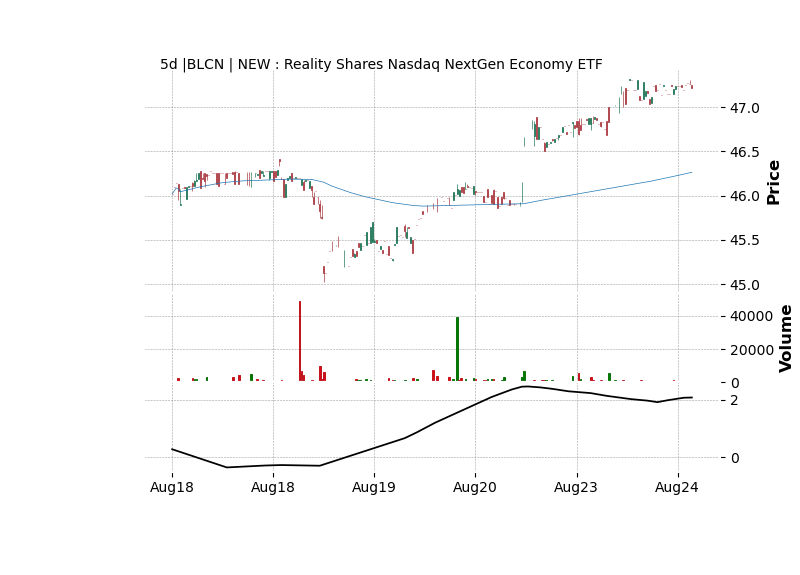 5d |BLCN | NEW : Reality Shares Nasdaq NextGen Economy ETF
47.0
46.5
46.0
45.5
45.0
Price
40000
20000
0
Volume
2
0
Aug18
Aug18
Aug19
Aug20
Aug23
Aug24